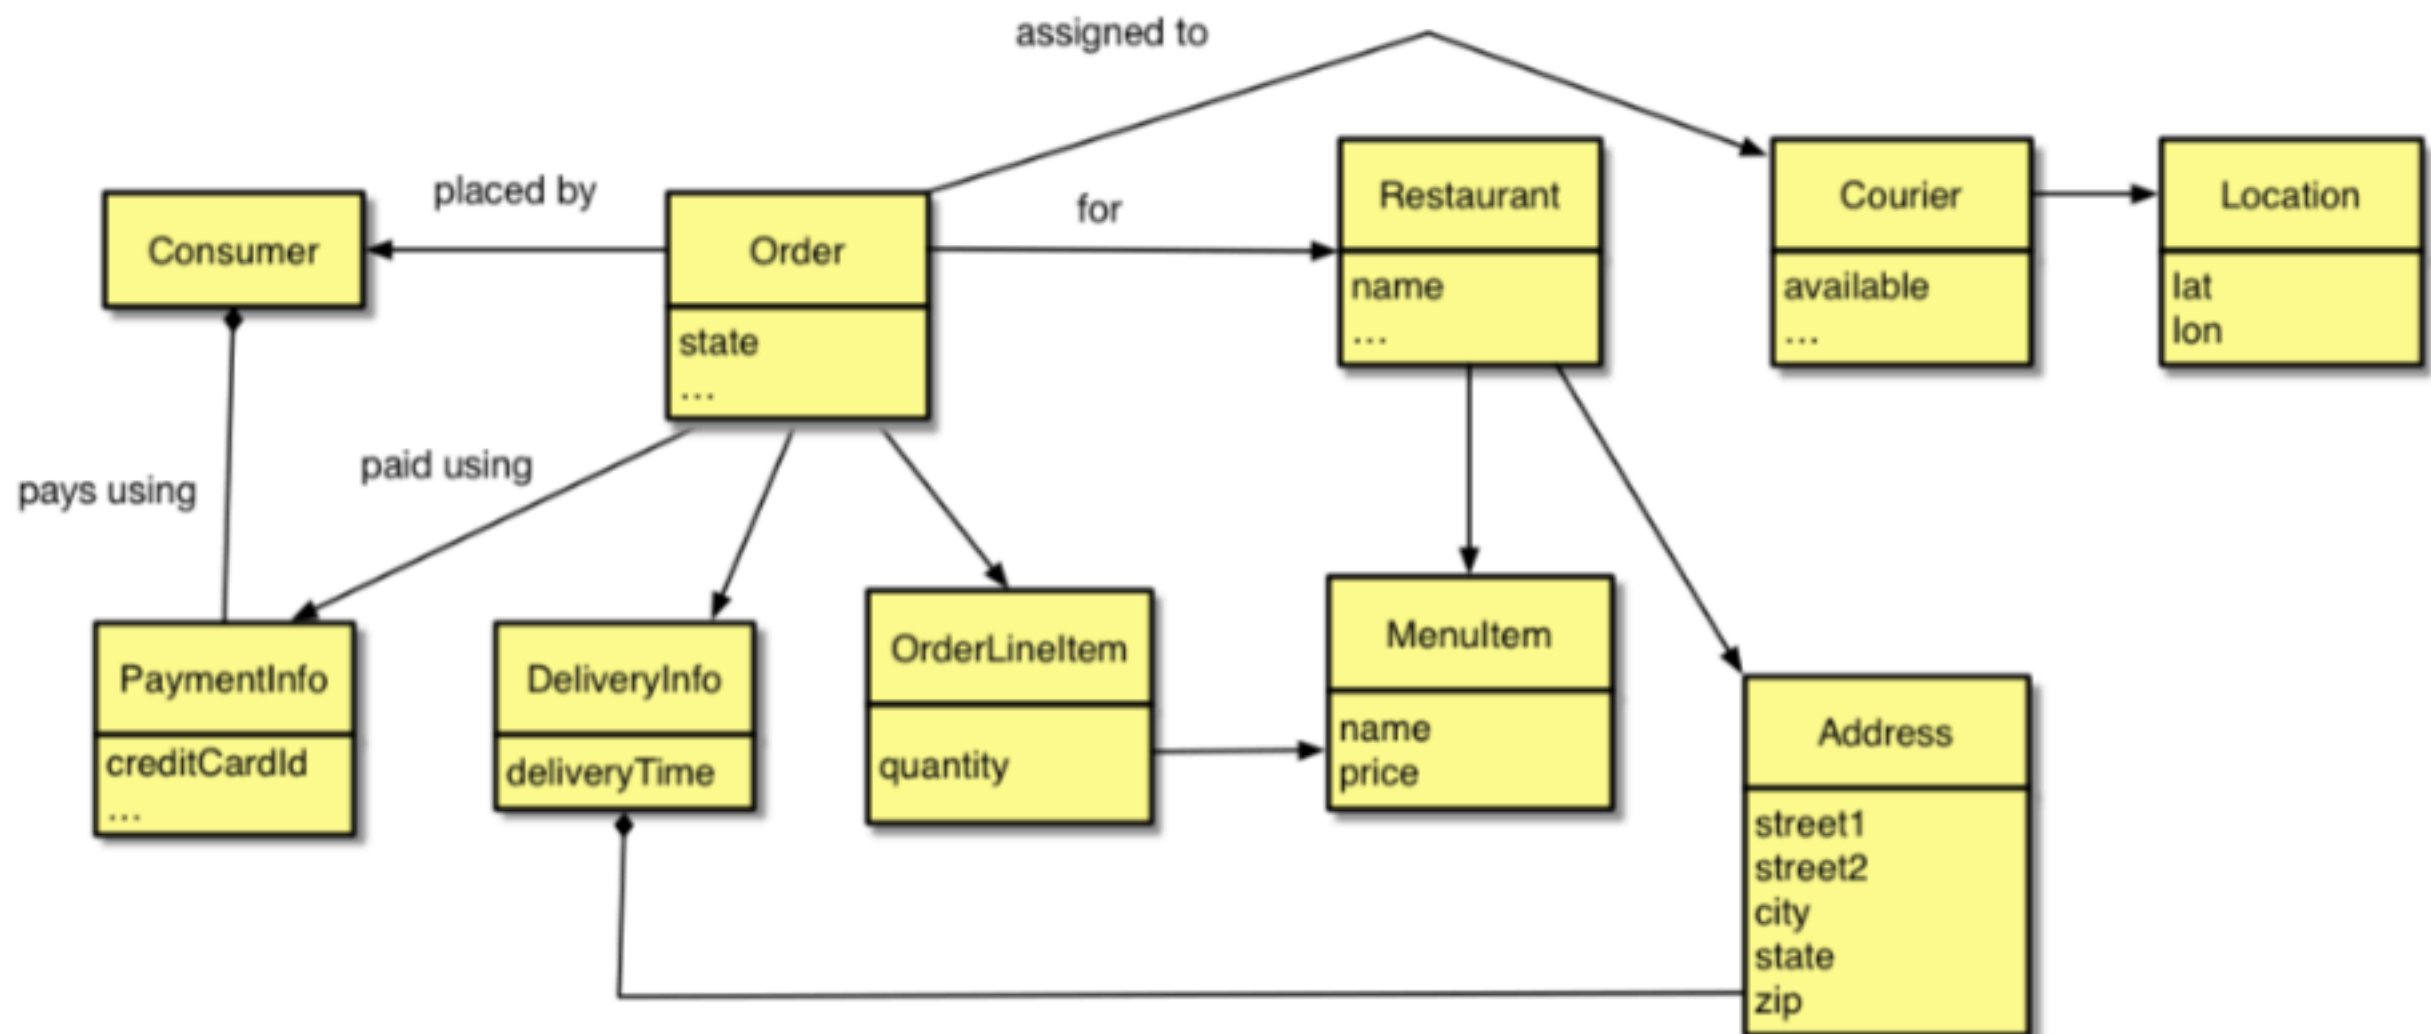 assigned to
placed by
for
Consumer
Order
state
...
Restaurant
name
...
Courier
available
...
Location
lat
lon
pays using
paid using
PaymentInfo
creditCardId
...
DeliveryInfo
deliveryTime
OrderLineItem
quantity
MenuItem
name
price
Address
street1
street2
city
state
zip